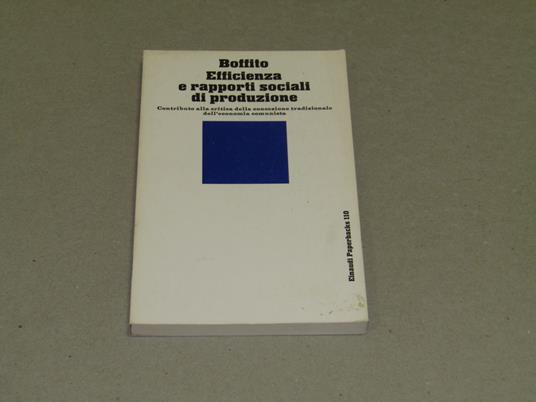 Boffito
Efficienza
e rapporti sociali
di produzione
Contributo alla critica della concezione tradizionale
dell'economia comunista
Einaudi Paperbacks 110